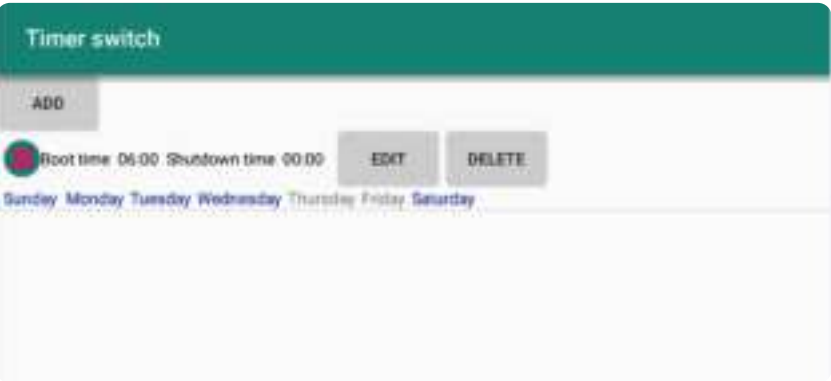 Timer switch
ADD
Boot time 06:00 Shutdown time 00:00 EDIT DELETE
Sunday Monday Tuesday Wednesday Thursday Friday Saturday